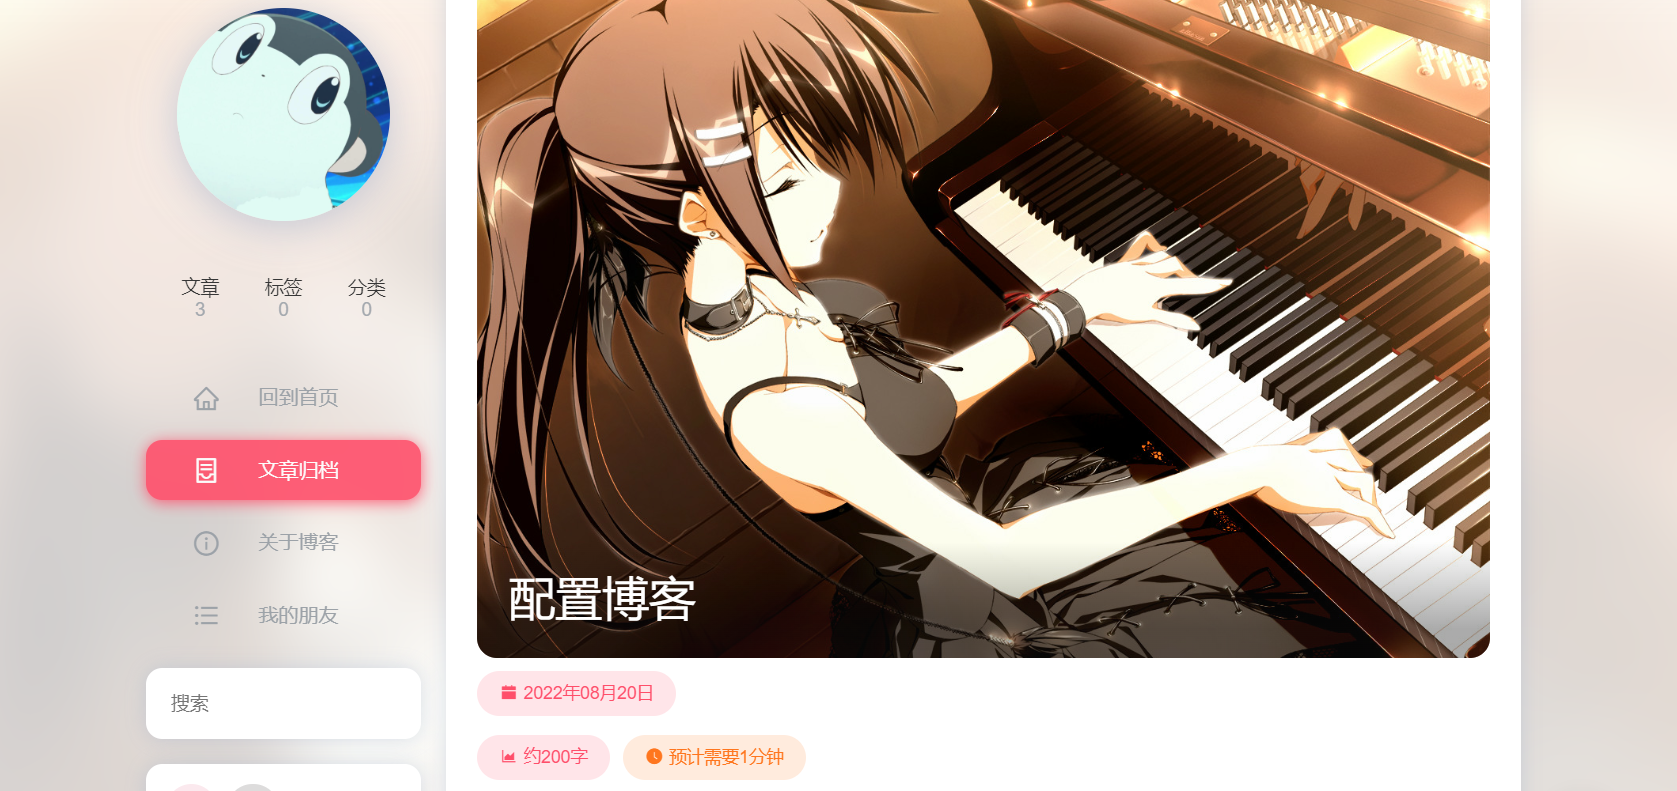 文章 标签 分类
3 0 0
回到首页
文章归档
关于博客
我的朋友
搜索
配置博客
2022年08月20日
约200字 预计需要1分钟